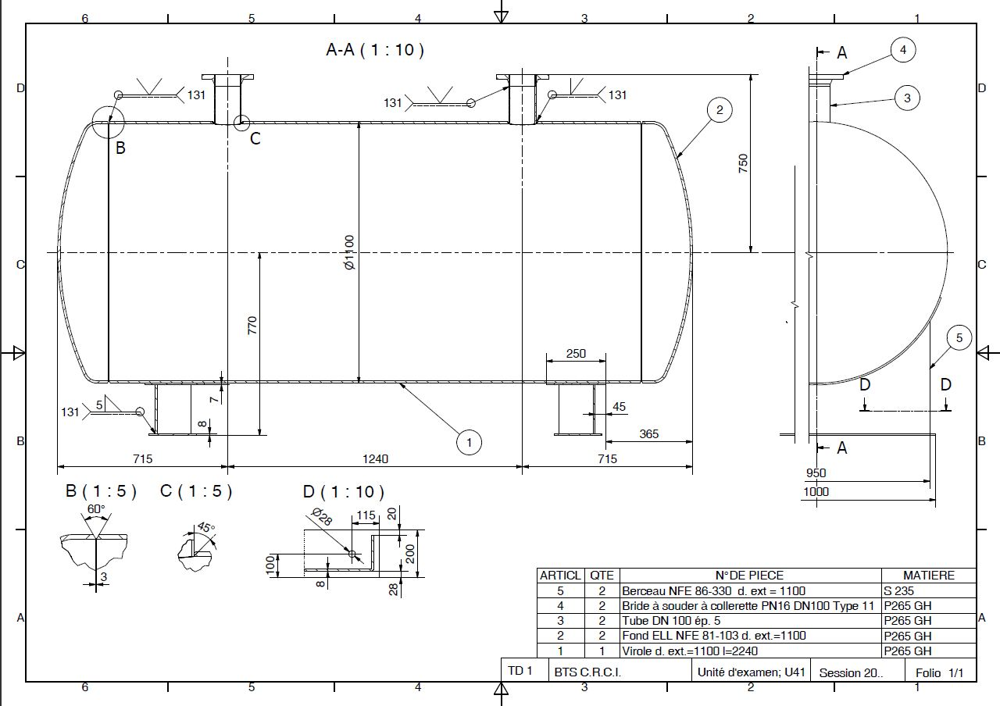 6 5 4 3 2 1
A-A ( 1 : 10 )
A
4
D
131
131
131
3
D
2
B
C
750
C
Ø1100
C
770
5
250
D D
7
5
131
45
8
B
365
B
1
A
715
1240
715
950
1000
B ( 1 : 5 )
C ( 1 : 5 )
D ( 1 : 10 )
60°
45°
Ø28
115
20
100
200
3
8
28
ARTICL QTE N°DE PIECE MATIERE
5 2 Berceau NFE 86-330 d. ext = 1100 S 235
A
4 2 Bride à souder à collerette PN16 DN100 Type 11 P265 GH
A
3 2 Tube DN 100 ép. 5 P265 GH
2 2 Fond ELL NFE 81-103 d. ext.=1100 P265 GH
1 1 Virole d. ext.=1100 l=2240 P265 GH
TD 1 BTS C.R.C.I. Unité d'examen; U41 Session 20.. Folio 1/1
6 5 4 3 2 1